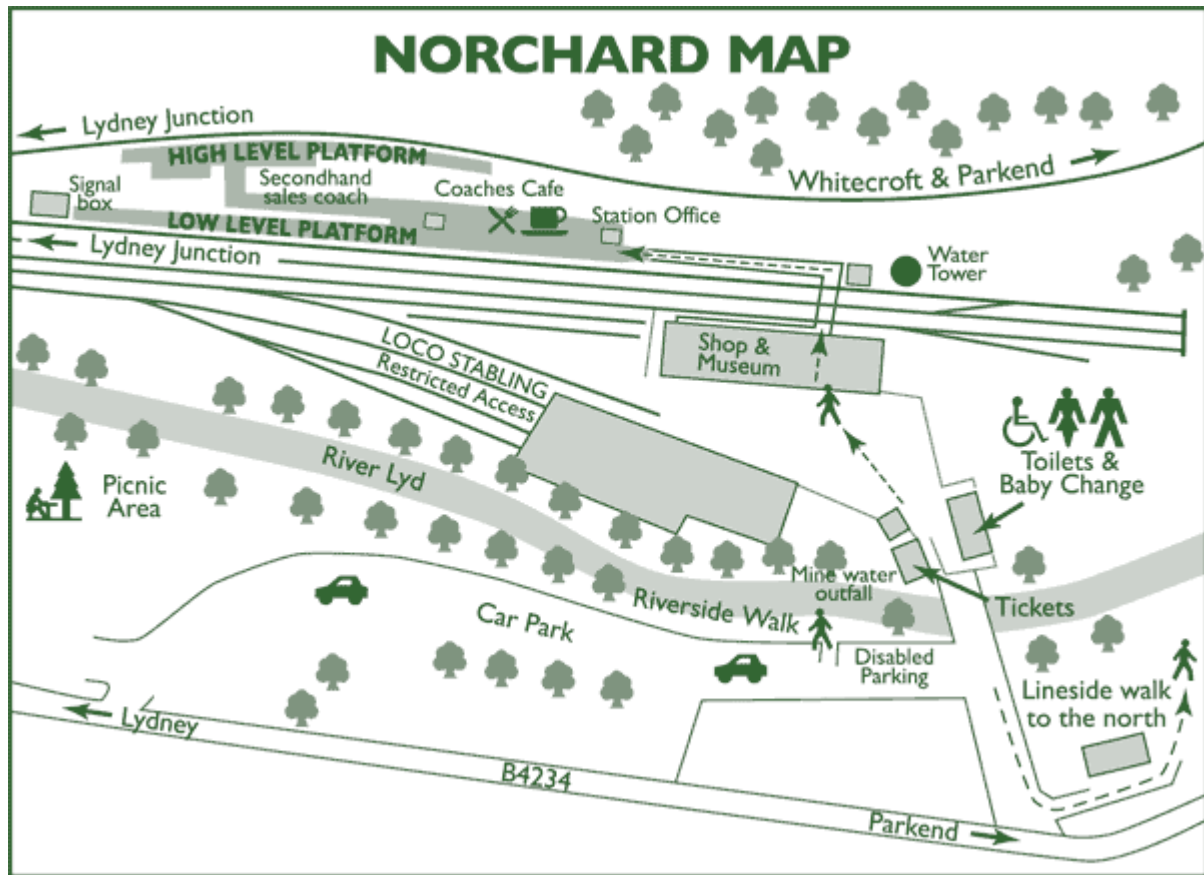 NORCHARD MAP
Lydney Junction
HIGH LEVEL PLATFORM
Whitecroft & Parkend
Signal
box
Secondhand
sales coach
Coaches Cafe
Station Office
LOW LEVEL PLATFORM
Lydney Junction
Water
Tower
Shop &
Museum
LOCO STABLING
Restricted Access
Toilets &
Baby Change
River Lyd
Picnic
Area
Mine water
outfall
Tickets
Riverside Walk
Car Park
Disabled
Parking
Lineside walk
to the north
Lydney
B4234
Parkend